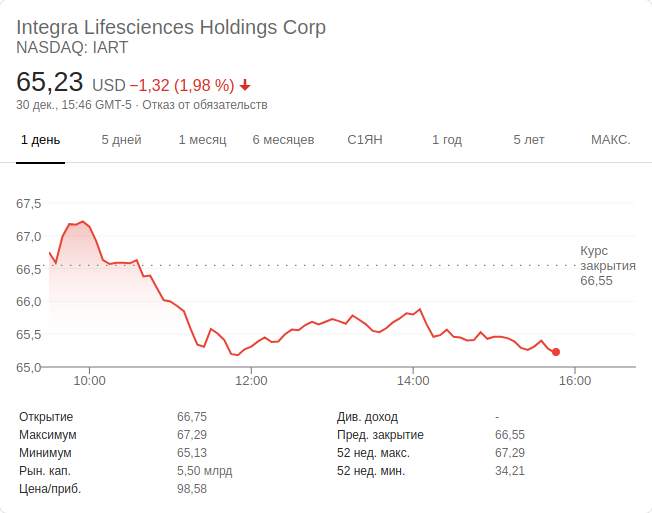 Integra Lifesciences Holdings Corp
NASDAQ: IART
65,23 USD −1,32 (1,98 %)
30 дек., 15:46 GMT-5 · Отказ от обязательств
1 день 5 дней 1 месяц 6 месяцев С1ЯН 1 год 5 лет МАКС.
67,5
67,0
66,5
66,0
65,5
65,0
Курс
закрытия
66,55
10:00 12:00 14:00 16:00
Открытие 66,75 Див. доход -
Максимум 67,29 Пред. закрытие 66,55
Минимум 65,13 52 нед. макс. 67,29
Рын. кап. 5,50 млрд 52 нед. мин. 34,21
Цена/приб. 98,58